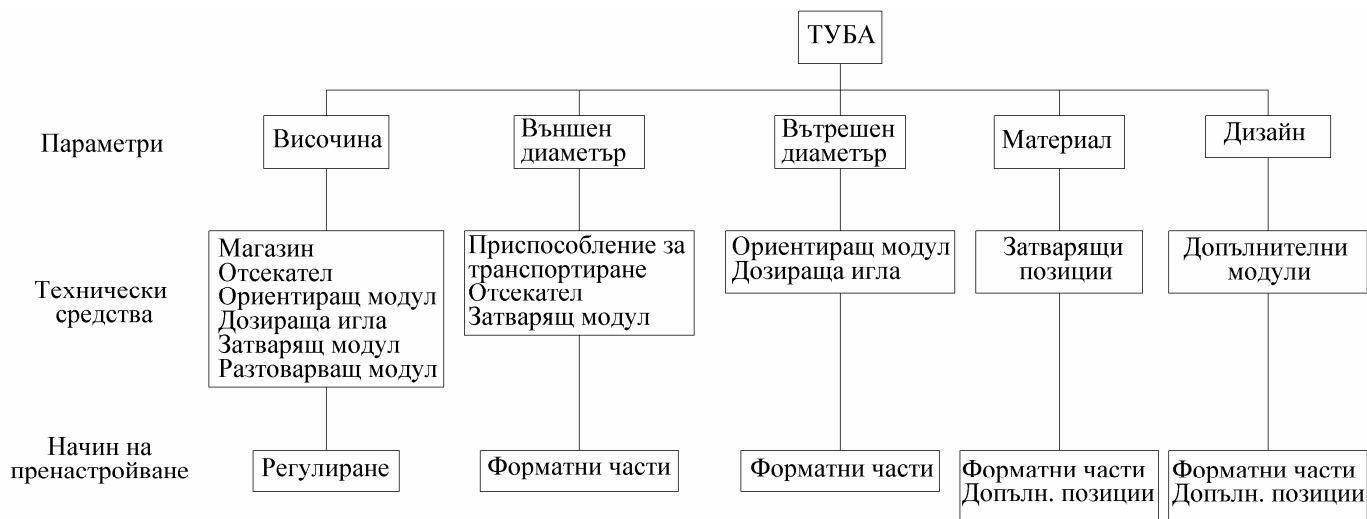 ТУБА
Параметри
Височина
Външен
диаметър
Вътрешен
диаметър
Материал
Дизайн
Технически
средства
Магазин
Отсекател
Ориентиращ модул
Дозираща игла
Затварящ модул
Разтоварващ модул
Приспособление за
транспортиране
Отсекател
Затварящ модул
Ориентиращ модул
Дозираща игла
Затварящи
позиции
Допълнителни
модули
Начин на
пренастройване
Регулиране
Форматни части
Форматни части
Форматни части
Допълн. позиции
Форматни части
Допълн. позиции